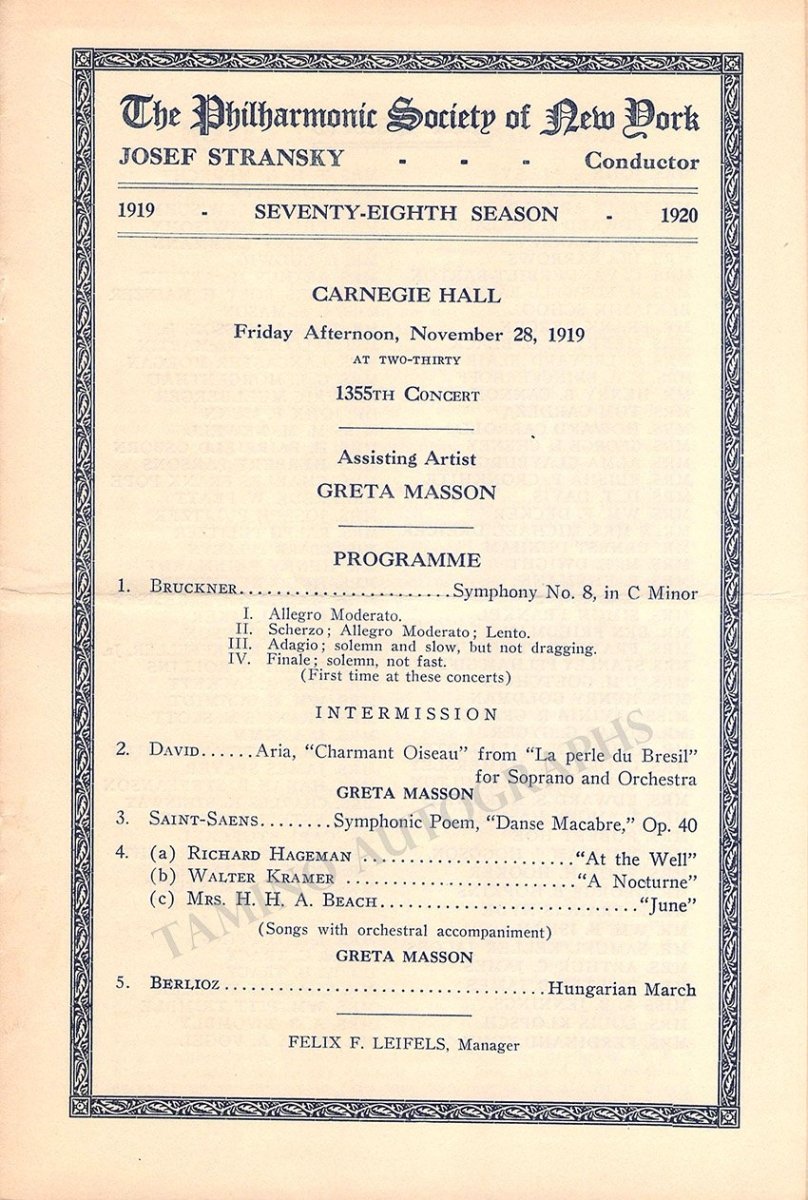 The Philharmonic Society of New York
JOSEF STRANSKY - - - Conductor
1919 - SEVENTY-EIGHTH SEASON - 1920
CARNEGIE HALL
Friday Afternoon, November 28, 1919
AT TWO-THIRTY
1355TH CONCERT
Assisting Artist
GRETA MASSON
PROGRAMME
1. BRUCKNER.......................Symphony No. 8, in C Minor
I. Allegro Moderato.
II. Scherzo; Allegro Moderato; Lento.
III. Adagio; solemn and slow, but not dragging.
IV. Finale; solemn, not fast.
(First time at these concerts)
INTERMISSION
2. DAVID......Aria, "Charmant Oiseau" from "La perle du Bresil"
for Soprano and Orchestra
GRETA MASSON
3. SAINT-SAENS........Symphonic Poem, "Danse Macabre," Op. 40
4. (a) RICHARD HAGEMAN .......................“At the Well”
(b) WALTER KRAMER .........................“A Nocturne”
(c) MRS. H. H. A. BEACH............................“June”
(Songs with orchestral accompaniment)
GRETA MASSON
5. BERLIOZ...................................Hungarian March
FELIX F. LEIFELS, Manager
TAMINO AUTOGRAPHS